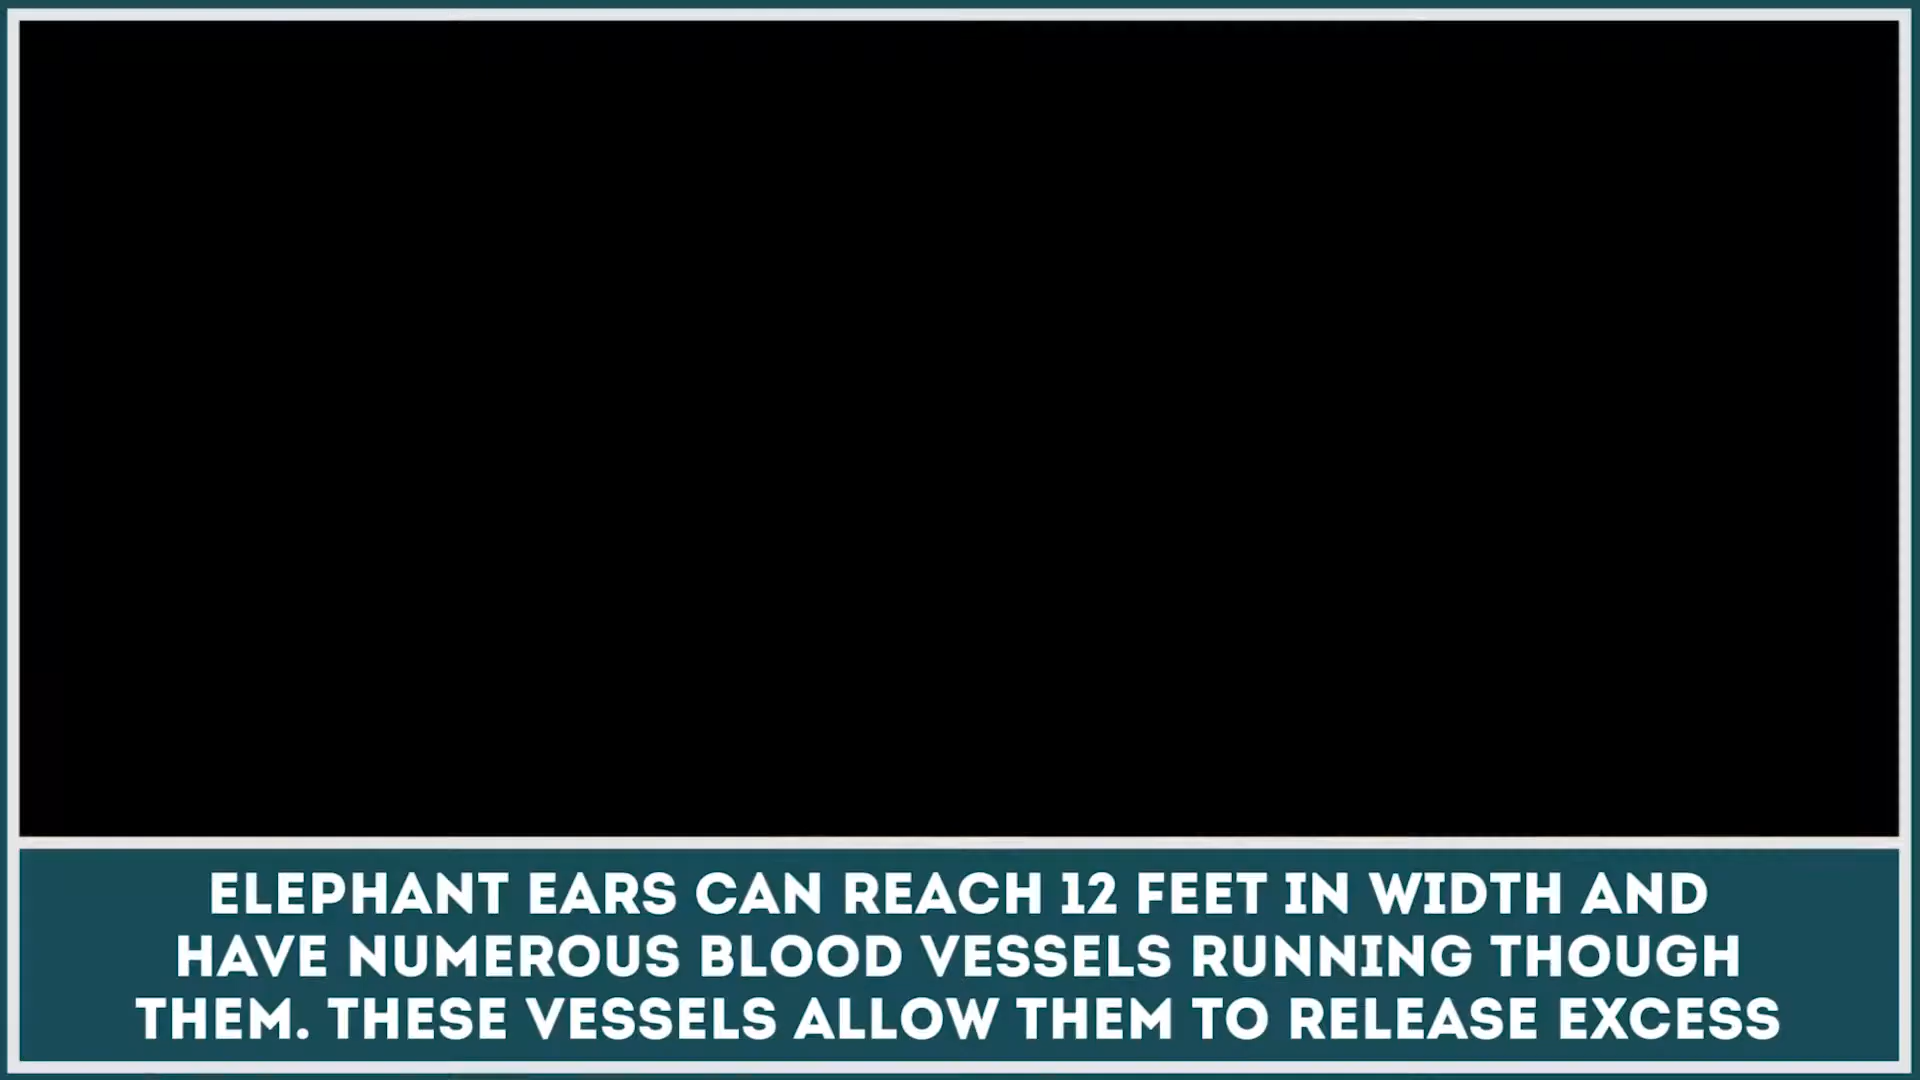 ELEPHANT EARS CAN REACH 12 FEET IN WIDTH AND
HAVE NUMEROUS BLOOD VESSELS RUNNING THOUGH
THEM. THESE VESSELS ALLOW THEM TO RELEASE EXCESS